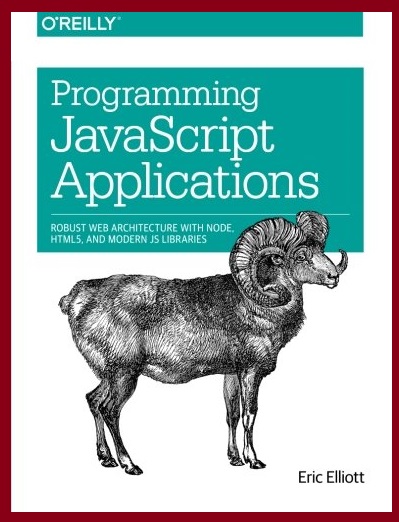 O'REILLY®
Programming
JavaScript
Applications
ROBUST WEB ARCHITECTURE WITH NODE,
HTML5, AND MODERN JS LIBRARIES
Eric Elliott